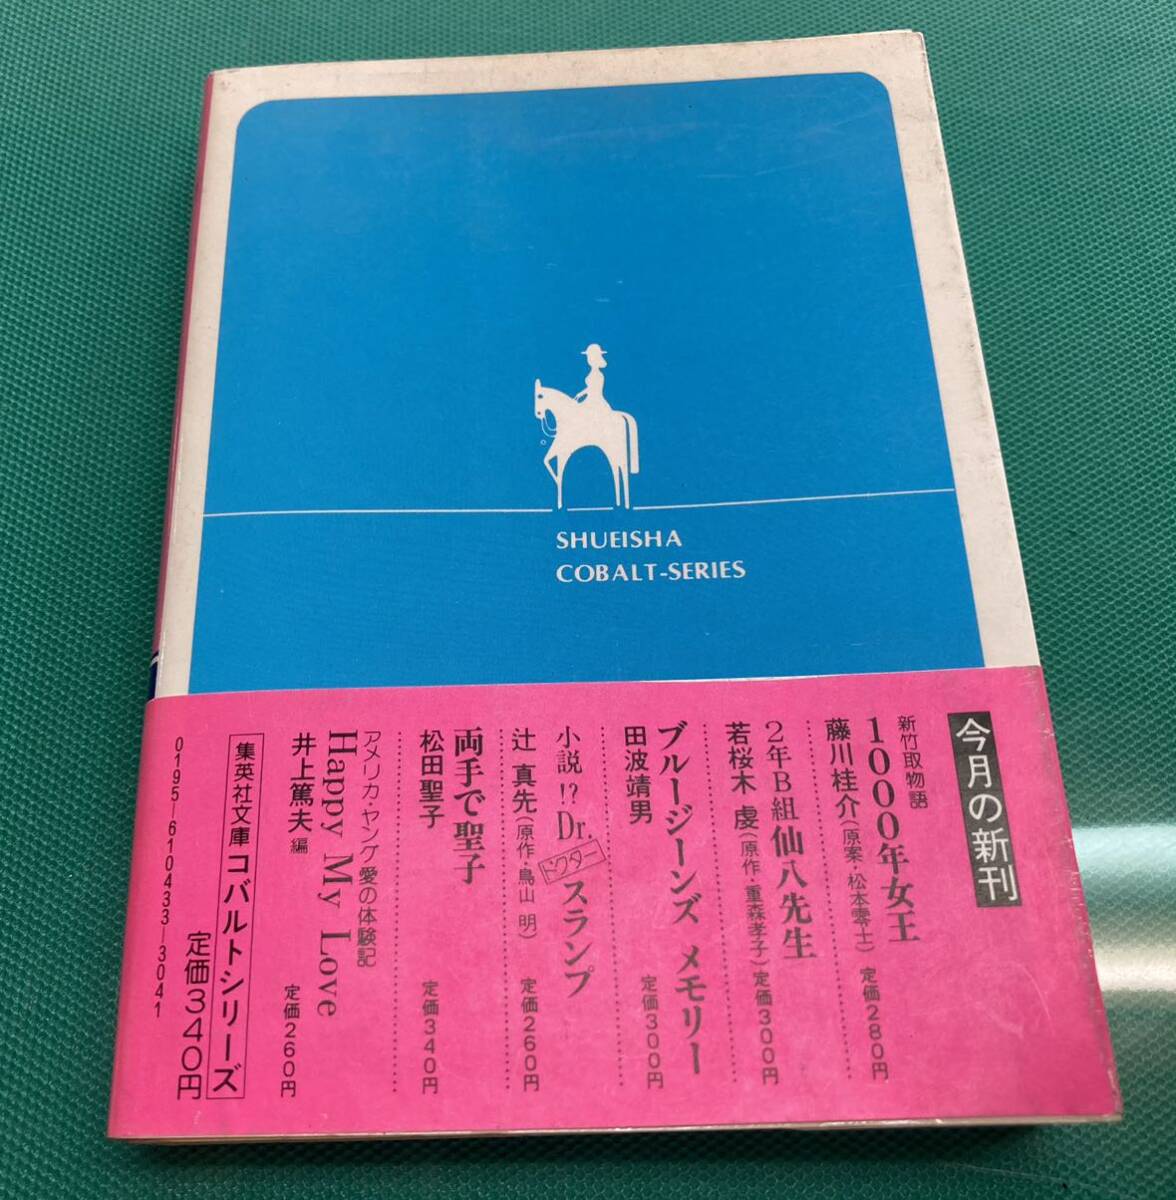 SHUEISHA
COBALT-SERIES
今月の新刊
新竹取物語
1000年女王
藤川桂介(原案・松本零士)定価280円
2年B組仙八先生
若桜木 虔(原作・重森孝子)定価300円
ブルージーンズ メモリー
田波靖男 定価300円
小説!? Dr.スランプ
ドクター
辻 真先(原作・鳥山 明) 定価260円
両手で聖子
松田聖子 定価340円
アメリカ・ヤング愛の体験記
Happy My Love
井上篤夫 編 定価260円
集英社文庫 コバルトシリーズ
定価340円
0195—610433—3041